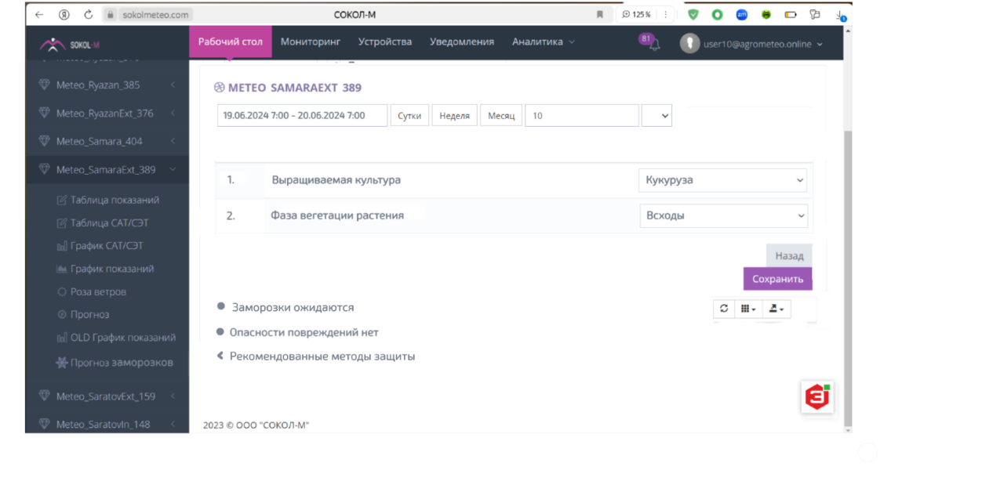 sokolmeteo.com
СОКОЛ-М
125 %
zm
SOKOL-M
Рабочий стол
Мониторинг
Устройства
Уведомления
Аналитика
81
user10@agrometeo.online
Meteo_Ryazan_385
Meteo_RyazanExt_376
Meteo_Samara_404
Meteo_SamaraExt_389
Таблица показаний
Таблица САТ/СЭТ
График САТ/СЭТ
График показаний
Роза ветров
Прогноз
OLD График показаний
Прогноз заморозков
Meteo_SaratovExt_159
Meteo_SaratovIn_148
METEO SAMARAEXT 389
19.06.2024 7:00 - 20.06.2024 7:00
Сутки
Неделя
Месяц
10
1. Выращиваемая культура
Кукуруза
2. Фаза вегетации растения
Всходы
Назад
Сохранить
Заморозки ожидаются
Опасности повреждений нет
Рекомендованные методы защиты
2023 © ООО "СОКОЛ-М"